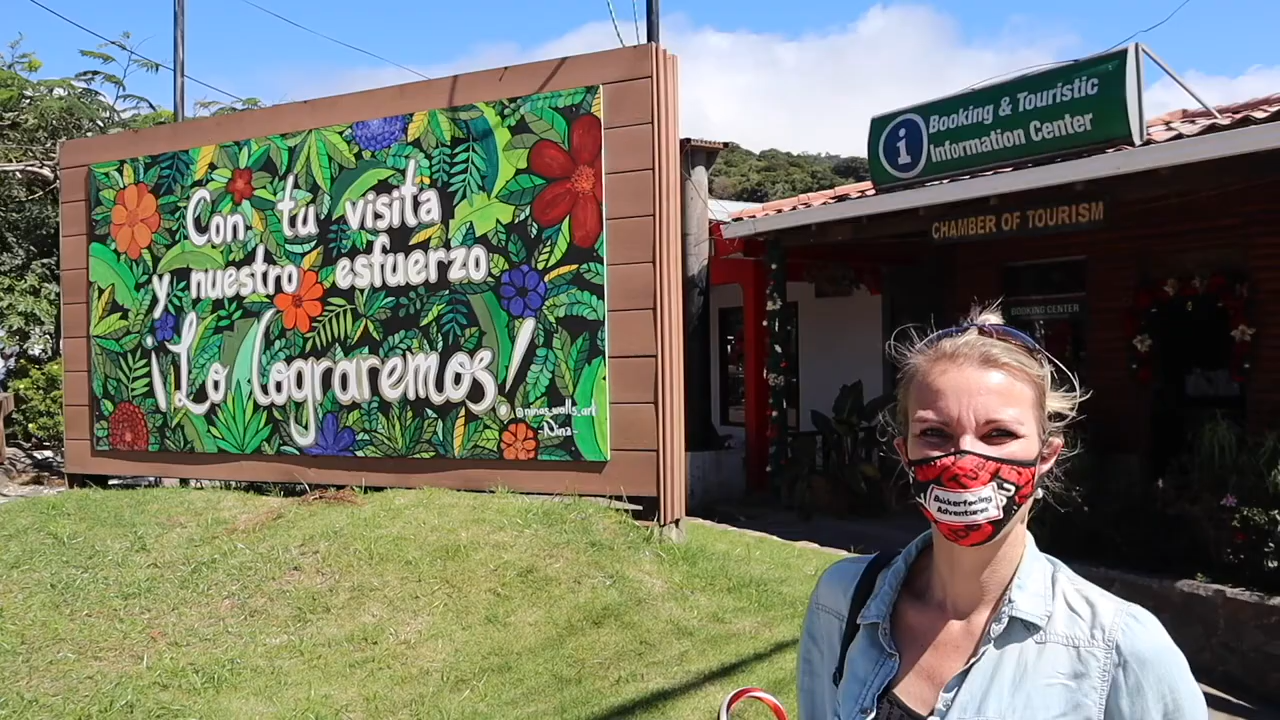 Con tu visita
y nuestro esfuerzo
¡Lo Lograremos!
@ninas_walls_art
-Nina-
i Booking & Touristic
Information Center
CHAMBER OF TOURISM
BOOKING CENTER
Bakkerfeeling
Adventures